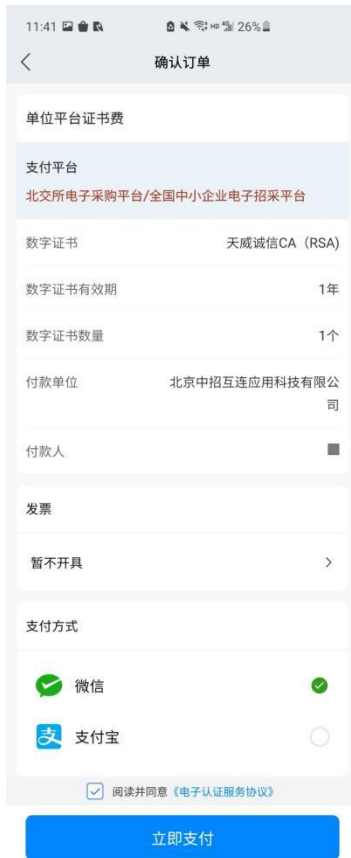 11:41 HD 26%
确认订单
单位平台证书费
支付平台
北交所电子采购平台/全国中小企业电子招采平台
数字证书 天威诚信CA（RSA)
数字证书有效期 1年
数字证书数量 1个
付款单位 北京中招互连应用科技有限公
司
付款人
发票
暂不开具
支付方式
微信
支 支付宝
阅读并同意《电子认证服务协议》
立即支付